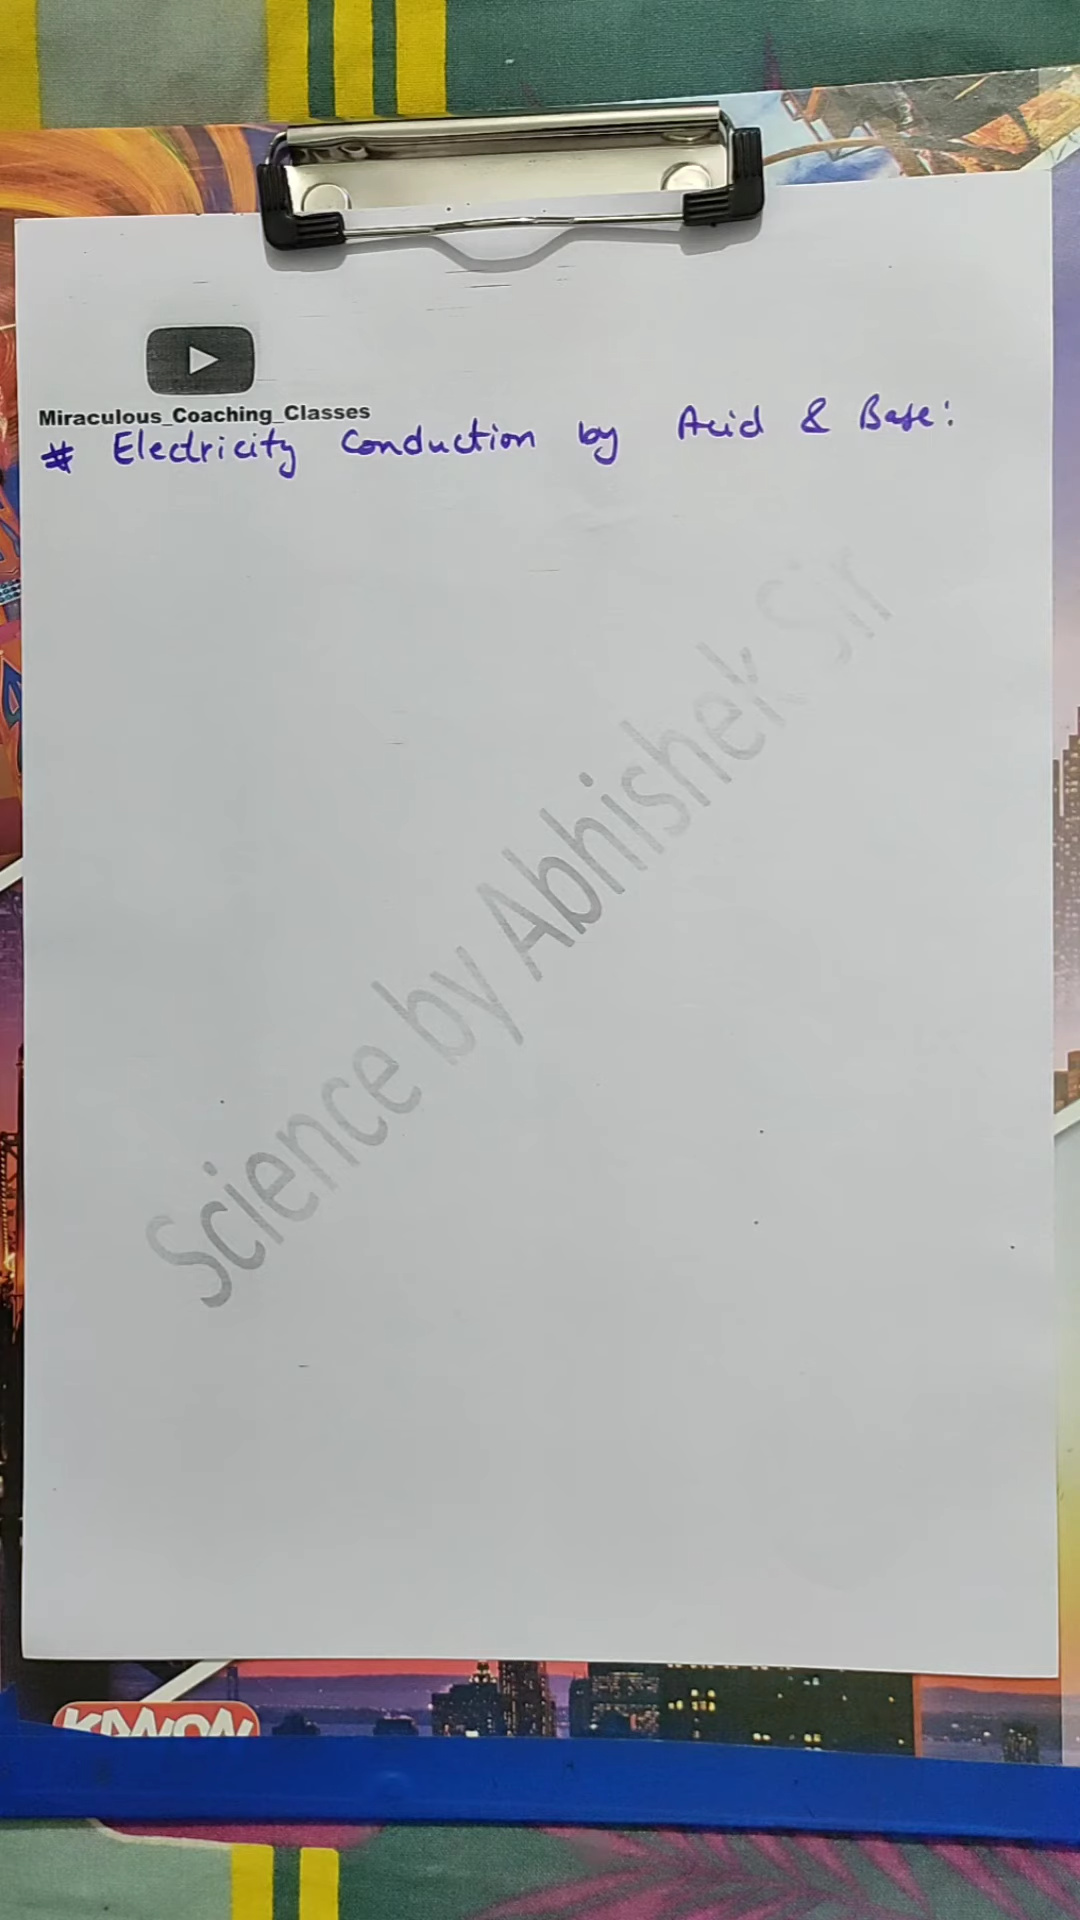 Miraculous_Coaching_Classes
# Electricity Conduction by Acid & Base:
Science by Abhishek Sir